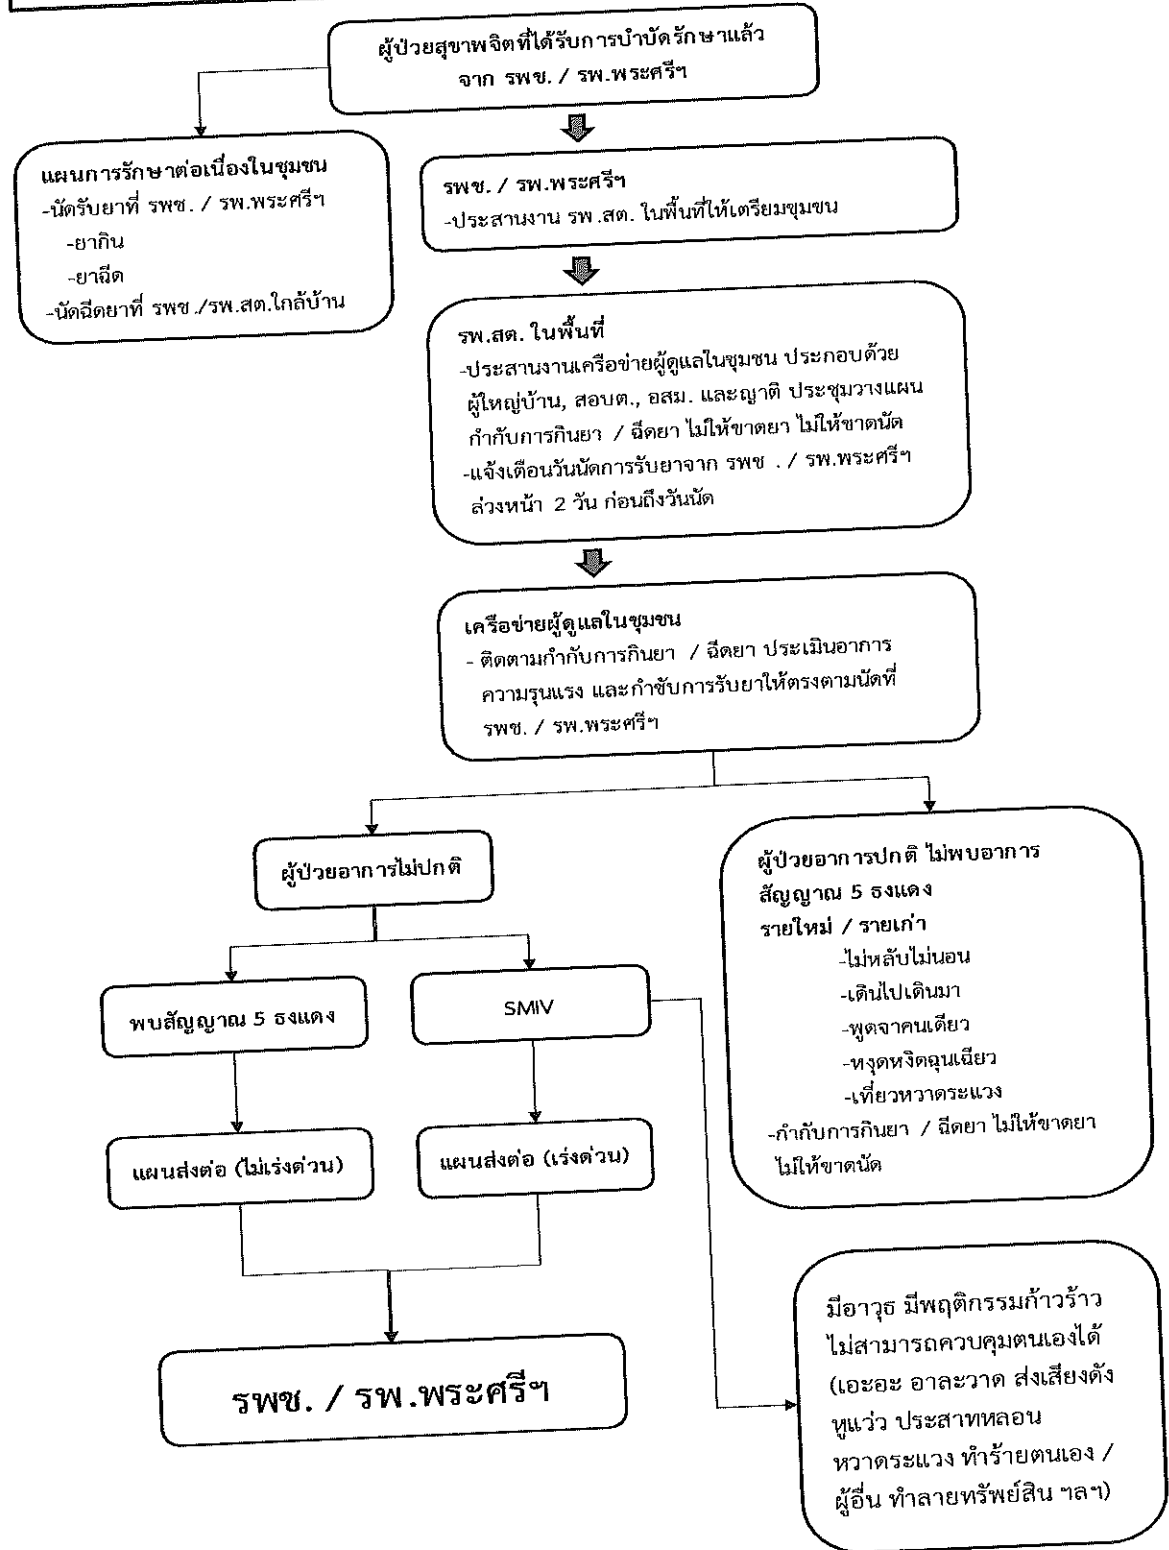 ผู้ป่วยสุขาพจิตที่ได้รับการบำบัดรักษาแล้ว
จาก รพช. / รพ.พระศรีฯ
แผนการรักษาต่อเนื่องในชุมชน
-นัดรับยาที่ รพช. / รพ.พระศรีฯ
-ยากิน
-ยาฉีด
-นัดฉีดยาที่ รพช./รพ.สต.ใกล้บ้าน
รพช. / รพ.พระศรีฯ
-ประสานงาน รพ.สต. ในพื้นที่ให้เตรียมชุมชน
รพ.สต. ในพื้นที่
-ประสานงานเครือข่ายผู้ดูแลในชุมชน ประกอบด้วย
ผู้ใหญ่บ้าน, สอบต., อสม. และญาติ ประชุมวางแผน
กำกับการกินยา / ฉีดยา ไม่ให้ขาดยา ไม่ให้ขาดนัด
-แจ้งเตือนวันนัดการรับยาจาก รพช . / รพ.พระศรีฯ
ล่วงหน้า 2 วัน ก่อนถึงวันนัด
เครือข่ายผู้ดูแลในชุมชน
- ติดตามกำกับการกินยา / ฉีดยา ประเมินอาการ
ความรุนแรง และกำชับการรับยาให้ตรงตามนัดที่
รพช. / รพ.พระศรีฯ
ผู้ป่วยอาการไม่ปกติ
ผู้ป่วยอาการปกติ ไม่พบอาการ
สัญญาณ 5 ธงแดง
รายใหม่ / รายเก่า
-ไม่หลับไม่นอน
-เดินไปเดินมา
-พูดจาคนเดียว
-หงุดหงิดฉุนเฉียว
-เที่ยวหวาดระแวง
-กำกับการกินยา / ฉีดยา ไม่ให้ขาดยา
ไม่ให้ขาดนัด
พบสัญญาณ 5 ธงแดง
SMIV
แผนส่งต่อ (ไม่เร่งด่วน)
แผนส่งต่อ (เร่งด่วน)
รพช. / รพ.พระศรีฯ
มีอาวุธ มีพฤติกรรมก้าวร้าว
ไม่สามารถควบคุมตนเองได้
(เอะอะ อาละวาด ส่งเสียงดัง
หูแว่ว ประสาทหลอน
หวาดระแวง ทำร้ายตนเอง /
ผู้อื่น ทำลายทรัพย์สิน ฯลฯ)